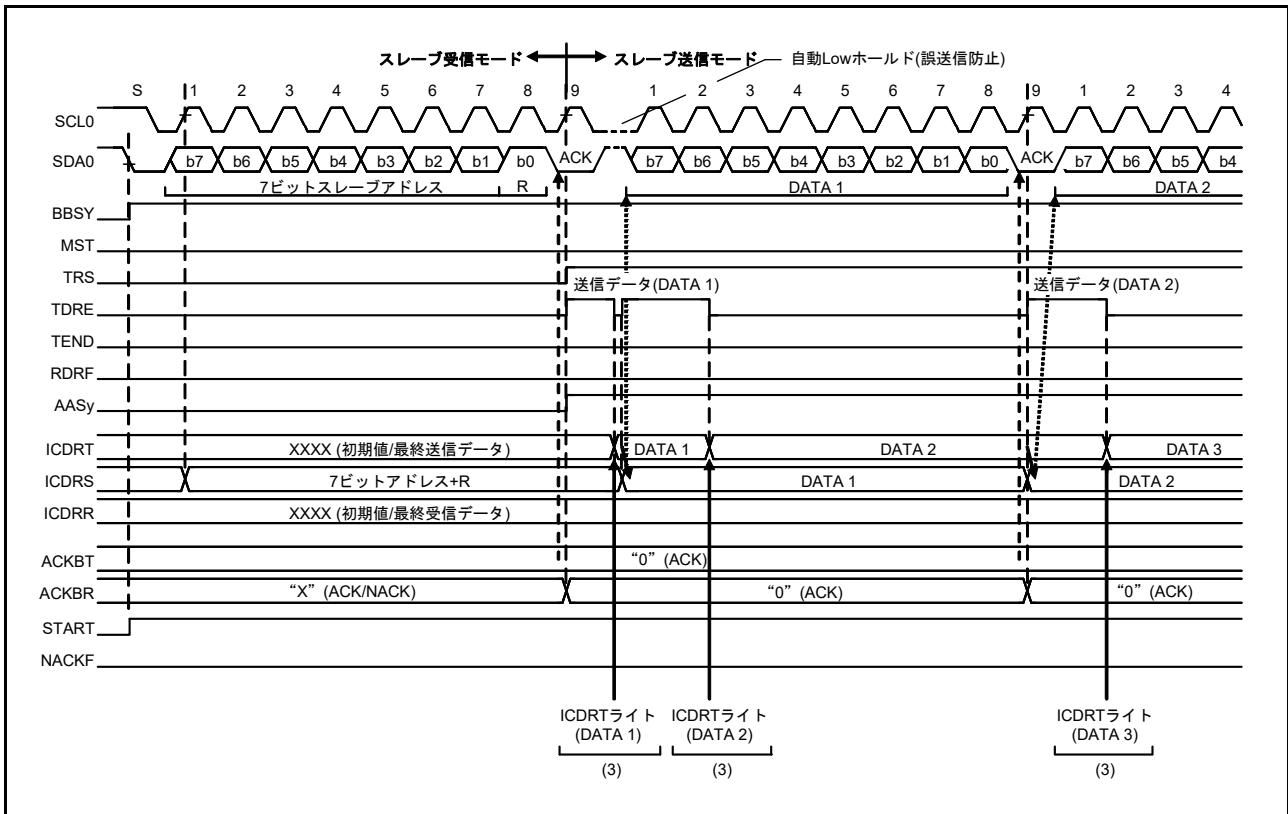 スレーブ受信モード スレーブ送信モード 自動Lowホールド(誤送信防止)
S 1 2 3 4 5 6 7 8 9 1 2 3 4 5 6 7 8 9 1 2 3 4
SCL0
SDA0 b7 b6 b5 b4 b3 b2 b1 b0 ACK b7 b6 b5 b4 b3 b2 b1 b0 ACK b7 b6 b5 b4
7ビットスレーブアドレス R DATA 1 DATA 2
BBSY
MST
TRS
送信データ(DATA 1) 送信データ(DATA 2)
TDRE
TEND
RDRF
AASy
ICDRT XXXX (初期値/最終送信データ) DATA 1 DATA 2 DATA 3
ICDRS 7ビットアドレス+R DATA 1 DATA 2
ICDRR XXXX (初期値/最終受信データ)
ACKBT “0” (ACK)
ACKBR “X” (ACK/NACK) “0” (ACK) “0” (ACK)
START
NACKF
ICDRTライト ICDRTライト ICDRTライト
(DATA 1) (DATA 2) (DATA 3)
(3) (3) (3)